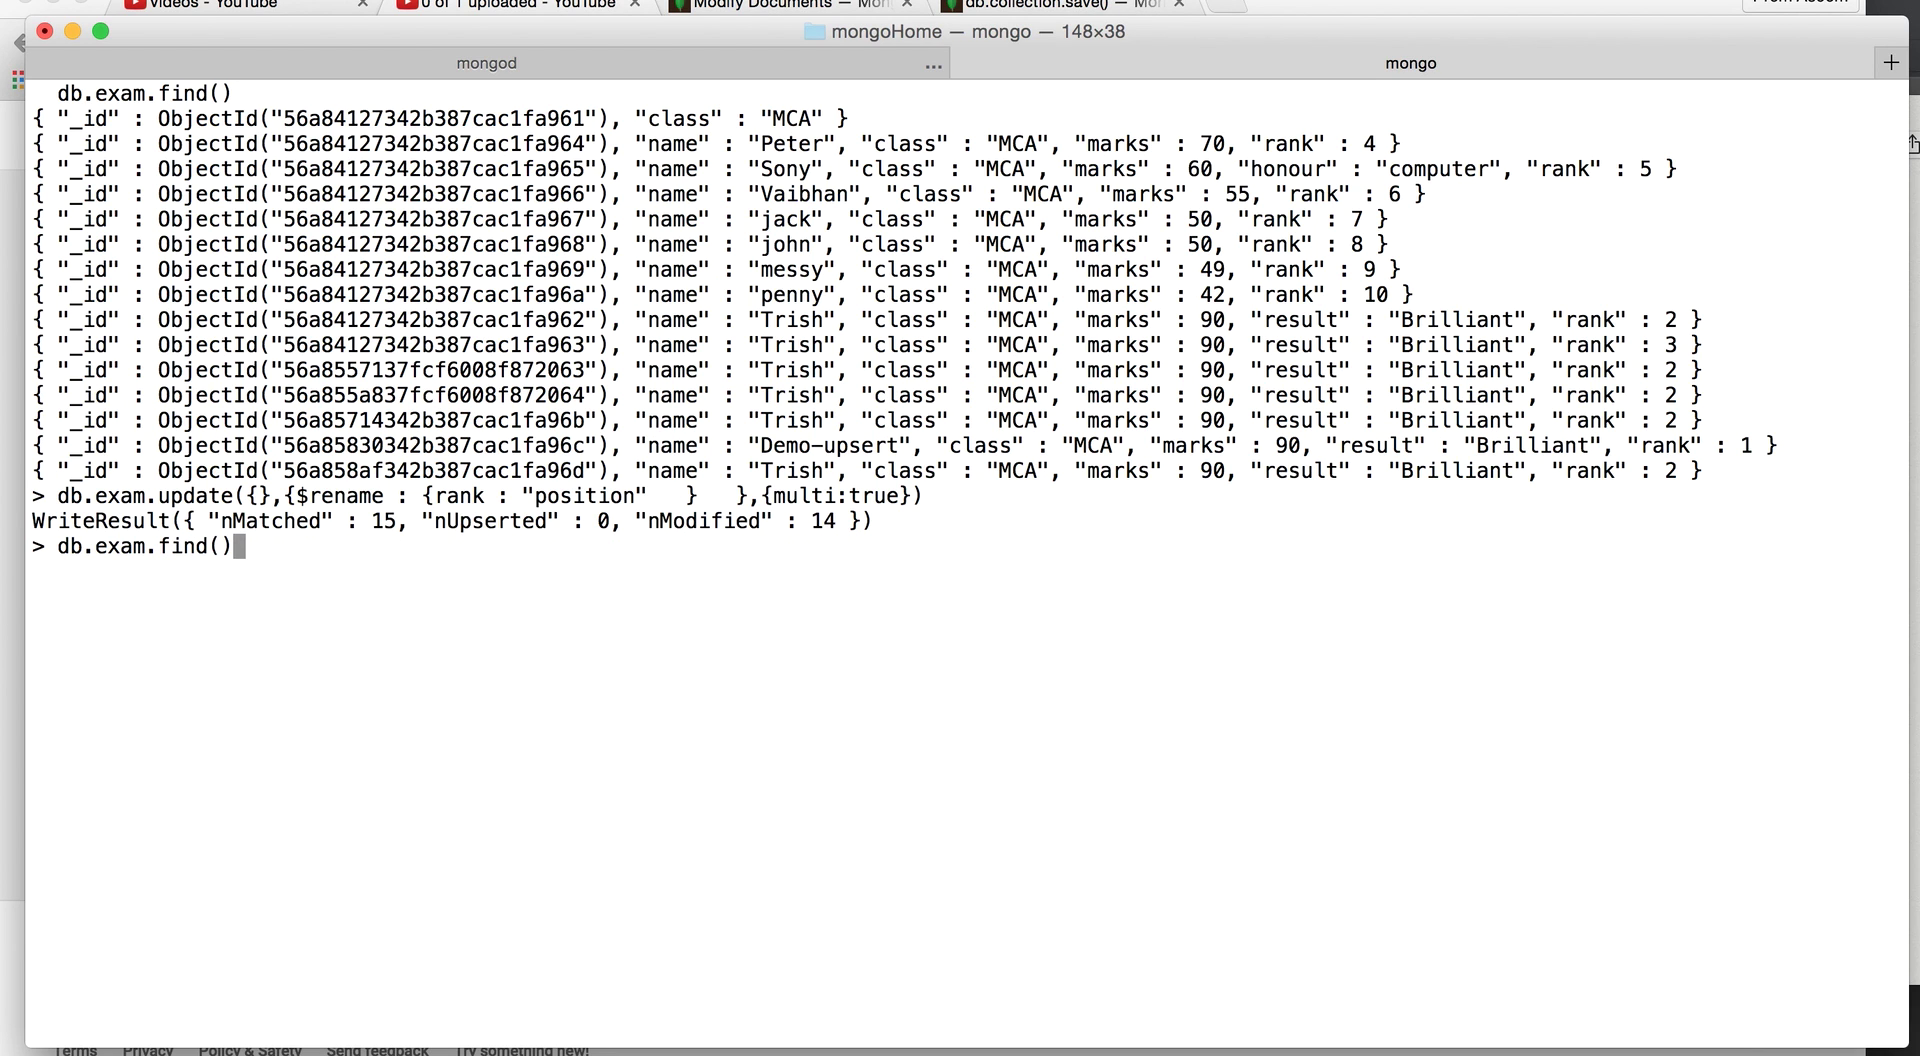 Videos - YouTube
0 of 1 uploaded - YouTube
Modify Documents — Mon
db.collection.save() — Mon
mongoHome — mongo — 148×38
mongod
...
mongo
+
db.exam.find()
{ "_id" : ObjectId("56a84127342b387cac1fa961"), "class" : "MCA" }
{ "_id" : ObjectId("56a84127342b387cac1fa964"), "name" : "Peter", "class" : "MCA", "marks" : 70, "rank" : 4 }
{ "_id" : ObjectId("56a84127342b387cac1fa965"), "name" : "Sony", "class" : "MCA", "marks" : 60, "honour" : "computer", "rank" : 5 }
{ "_id" : ObjectId("56a84127342b387cac1fa966"), "name" : "Vaibhan", "class" : "MCA", "marks" : 55, "rank" : 6 }
{ "_id" : ObjectId("56a84127342b387cac1fa967"), "name" : "jack", "class" : "MCA", "marks" : 50, "rank" : 7 }
{ "_id" : ObjectId("56a84127342b387cac1fa968"), "name" : "john", "class" : "MCA", "marks" : 50, "rank" : 8 }
{ "_id" : ObjectId("56a84127342b387cac1fa969"), "name" : "messy", "class" : "MCA", "marks" : 49, "rank" : 9 }
{ "_id" : ObjectId("56a84127342b387cac1fa96a"), "name" : "penny", "class" : "MCA", "marks" : 42, "rank" : 10 }
{ "_id" : ObjectId("56a84127342b387cac1fa962"), "name" : "Trish", "class" : "MCA", "marks" : 90, "result" : "Brilliant", "rank" : 2 }
{ "_id" : ObjectId("56a84127342b387cac1fa963"), "name" : "Trish", "class" : "MCA", "marks" : 90, "result" : "Brilliant", "rank" : 3 }
{ "_id" : ObjectId("56a8557137fcf6008f872063"), "name" : "Trish", "class" : "MCA", "marks" : 90, "result" : "Brilliant", "rank" : 2 }
{ "_id" : ObjectId("56a855a837fcf6008f872064"), "name" : "Trish", "class" : "MCA", "marks" : 90, "result" : "Brilliant", "rank" : 2 }
{ "_id" : ObjectId("56a85714342b387cac1fa96b"), "name" : "Trish", "class" : "MCA", "marks" : 90, "result" : "Brilliant", "rank" : 2 }
{ "_id" : ObjectId("56a85830342b387cac1fa96c"), "name" : "Demo-upsert", "class" : "MCA", "marks" : 90, "result" : "Brilliant", "rank" : 1 }
{ "_id" : ObjectId("56a858af342b387cac1fa96d"), "name" : "Trish", "class" : "MCA", "marks" : 90, "result" : "Brilliant", "rank" : 2 }
> db.exam.update({},{$rename : {rank : "position"   }   },{multi:true})
WriteResult({ "nMatched" : 15, "nUpserted" : 0, "nModified" : 14 })
> db.exam.find()
Terms Privacy Policy & Safety Send feedback Try something new!